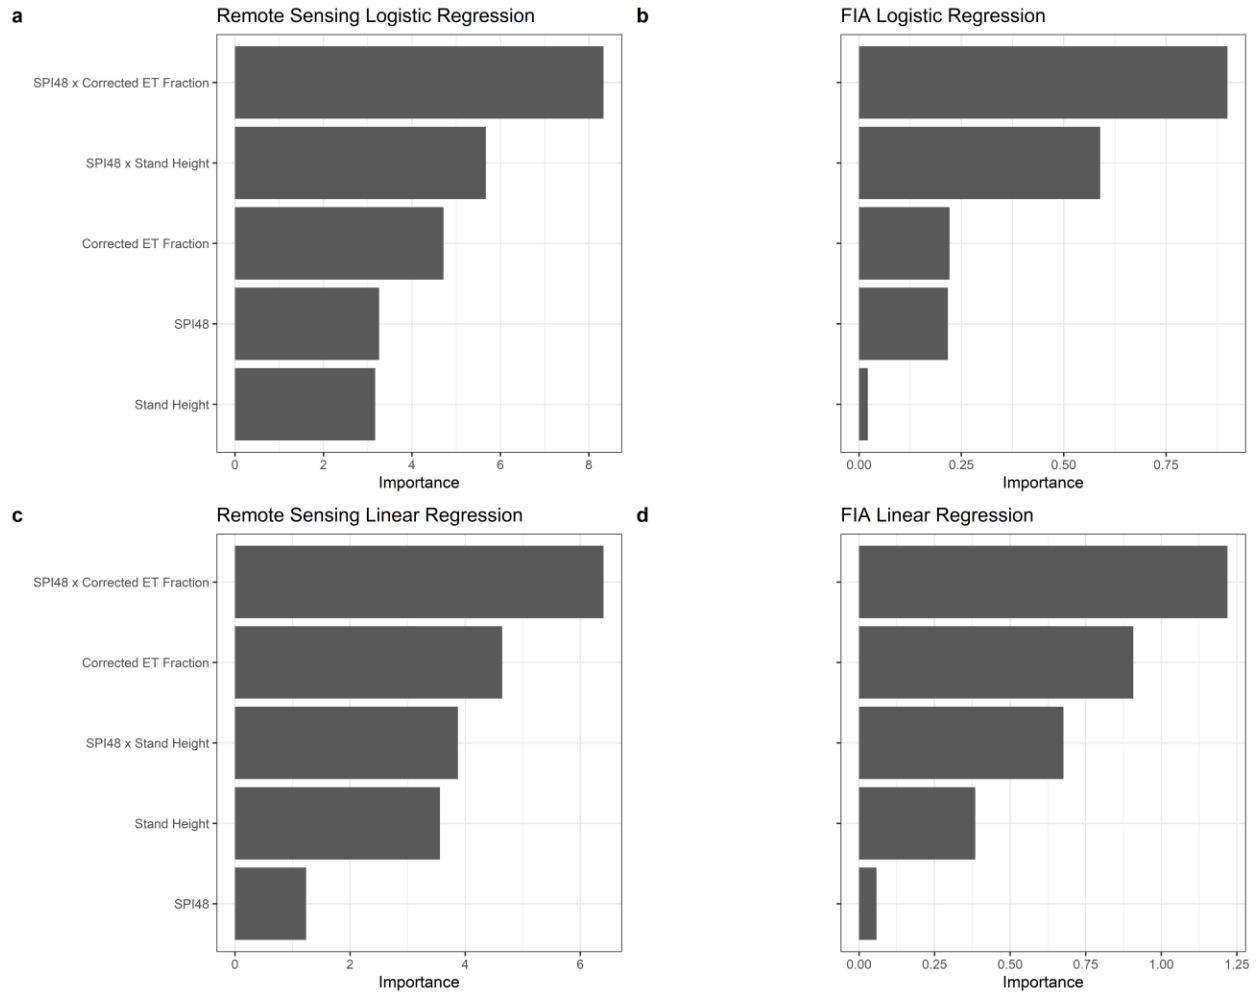 a
Remote Sensing Logistic Regression
SPI48 x Corrected ET Fraction
SPI48 x Stand Height
Corrected ET Fraction
SPI48
Stand Height
0 2 4 6 8
Importance
b
FIA Logistic Regression
0.00 0.25 0.50 0.75
Importance
c
Remote Sensing Linear Regression
SPI48 x Corrected ET Fraction
Corrected ET Fraction
SPI48 x Stand Height
Stand Height
SPI48
0 2 4 6
Importance
d
FIA Linear Regression
0.00 0.25 0.50 0.75 1.00 1.25
Importance